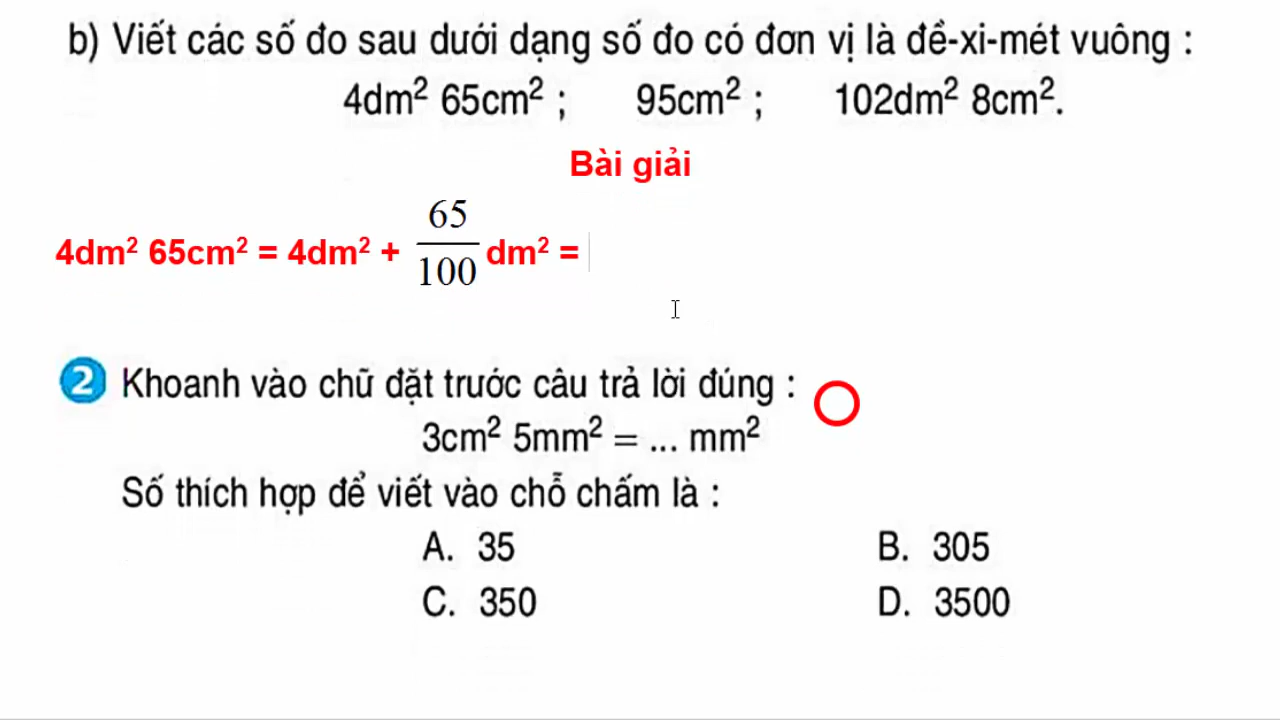 b) Viết các số đo sau dưới dạng số đo có đơn vị là đề-xi-mét vuông :
4dm² 65cm² ; 95cm² ; 102dm² 8cm².
Bài giải
4dm² 65cm² = 4dm² + 65/100 dm² =
2 Khoanh vào chữ đặt trước câu trả lời đúng :
3cm² 5mm² = ... mm²
Số thích hợp để viết vào chỗ chấm là :
A. 35 B. 305
C. 350 D. 3500